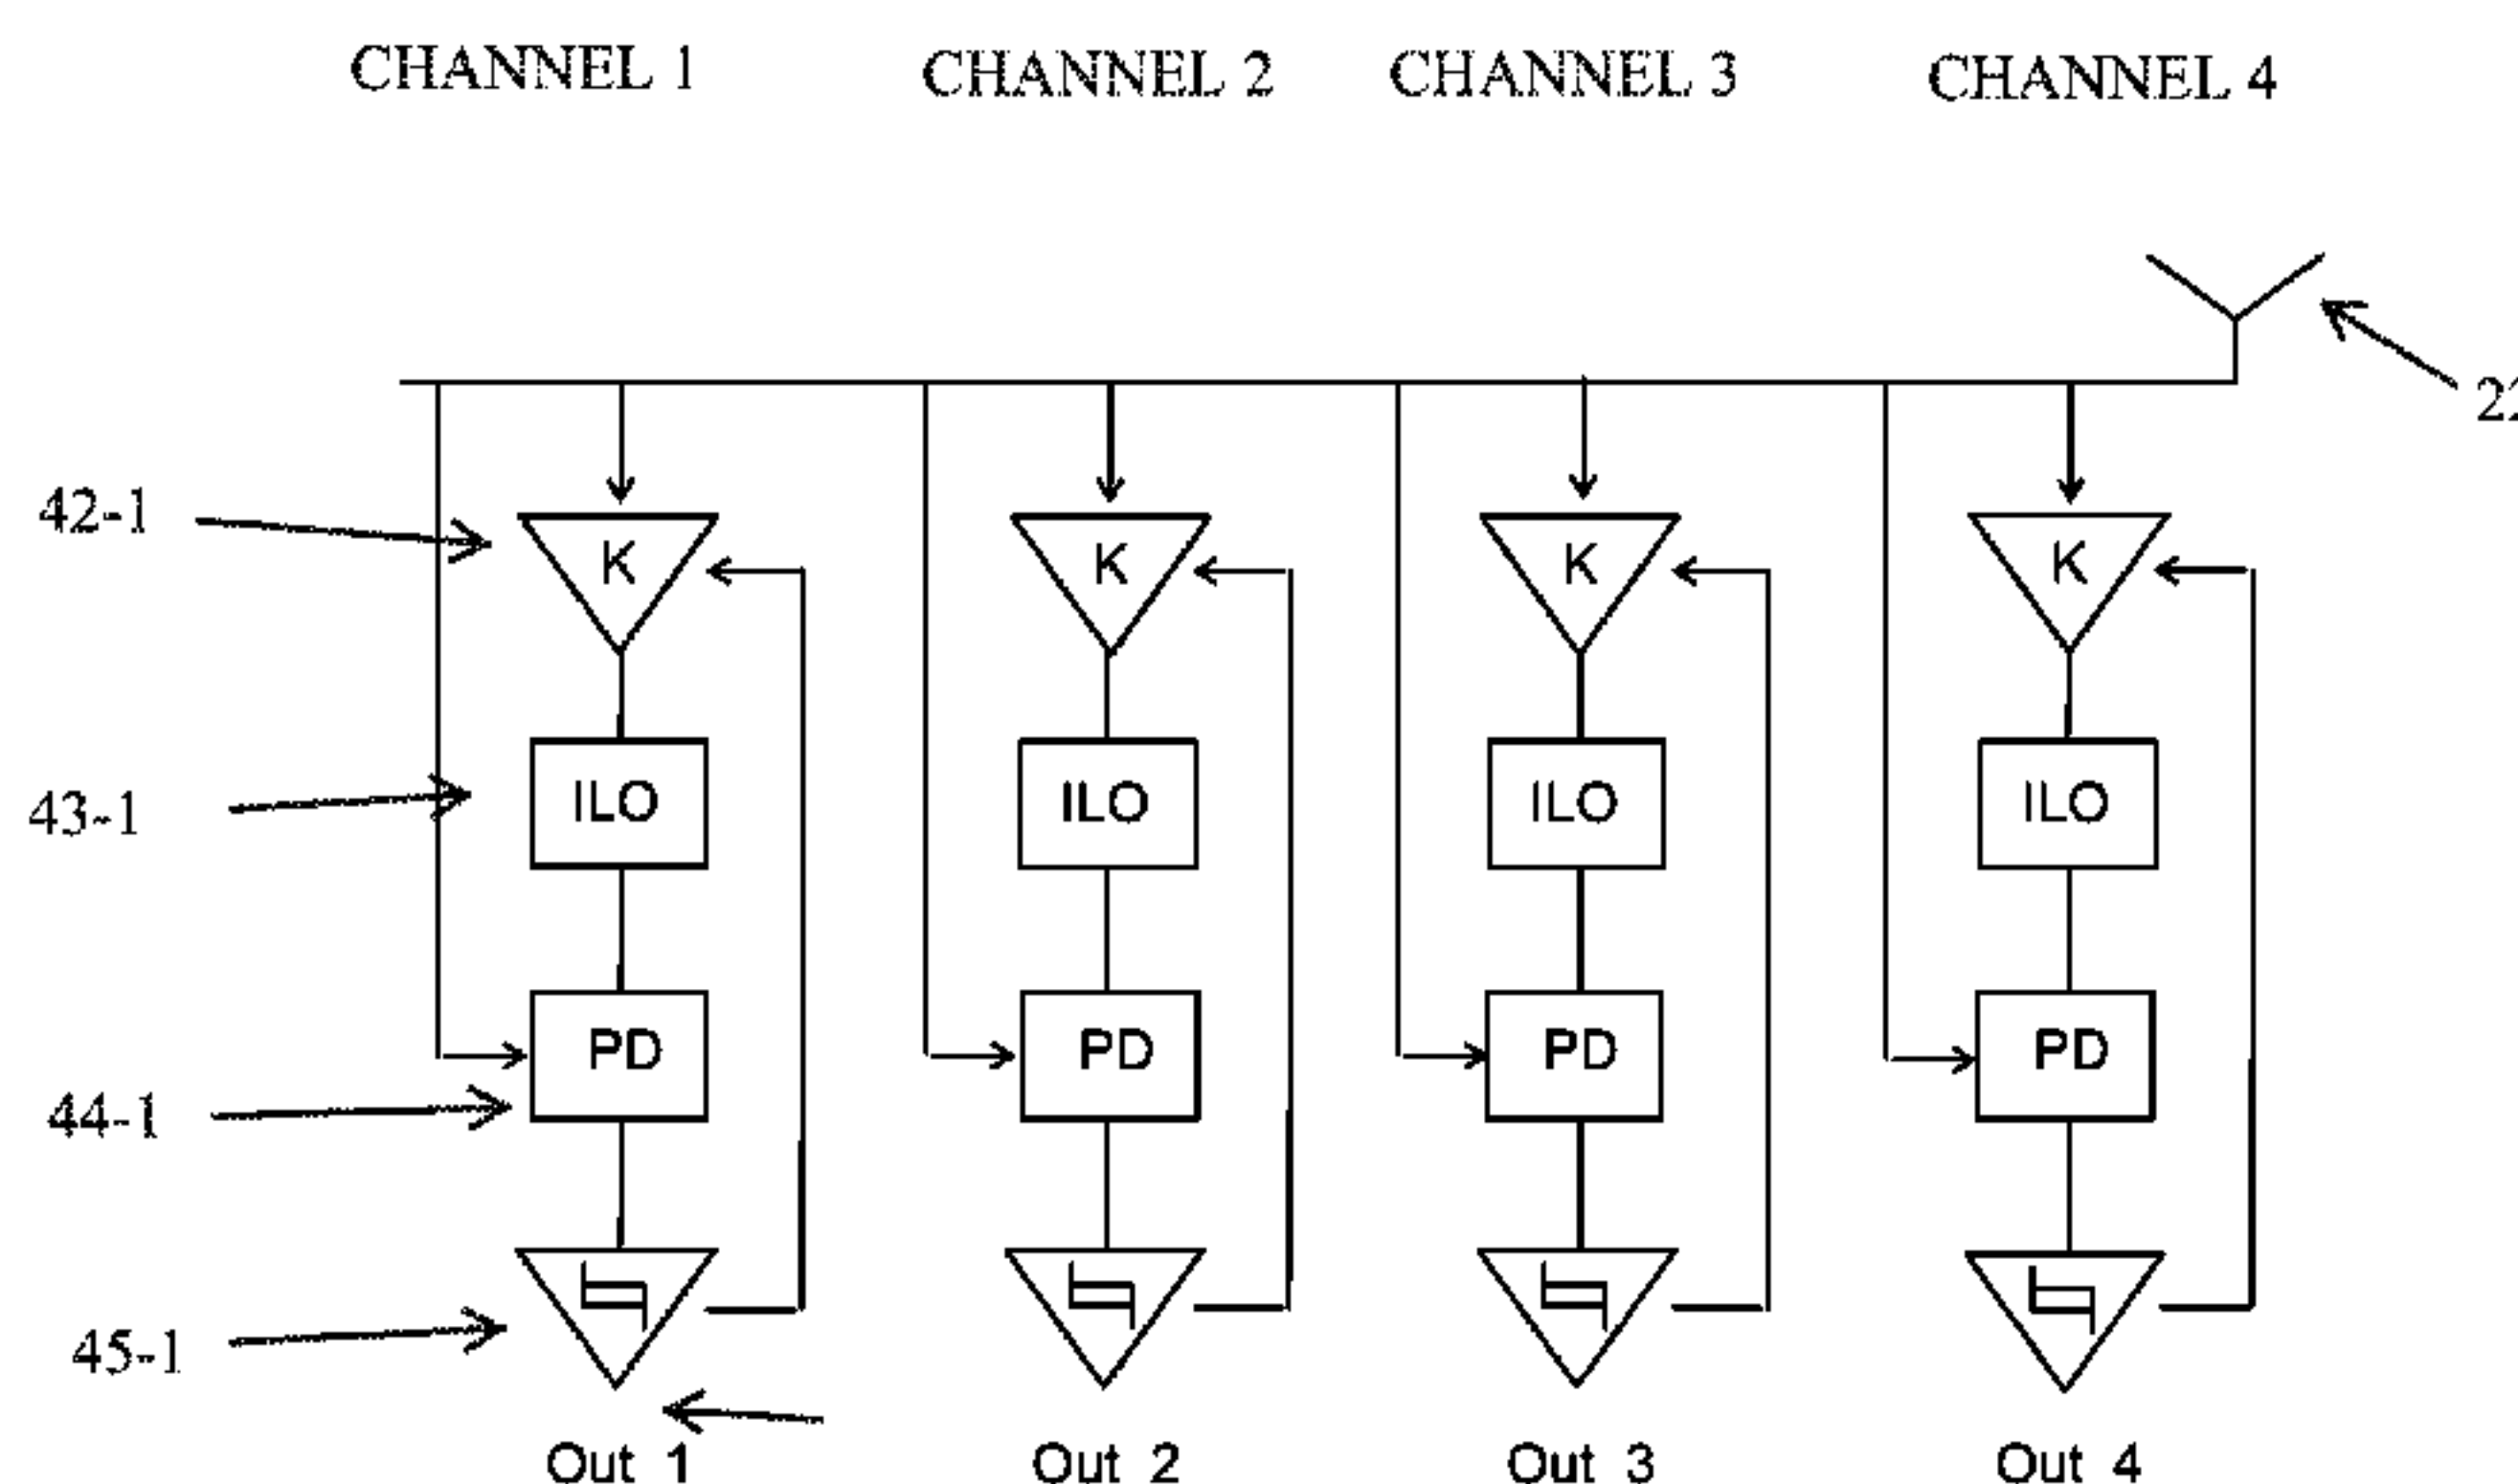 CHANNEL 1 CHANNEL 2 CHANNEL 3 CHANNEL 4
22
42-1 K K K K
43-1 ILO ILO ILO ILO
PD PD PD PD
44-1
45-1
Out 1 Out 2 Out 3 Out 4